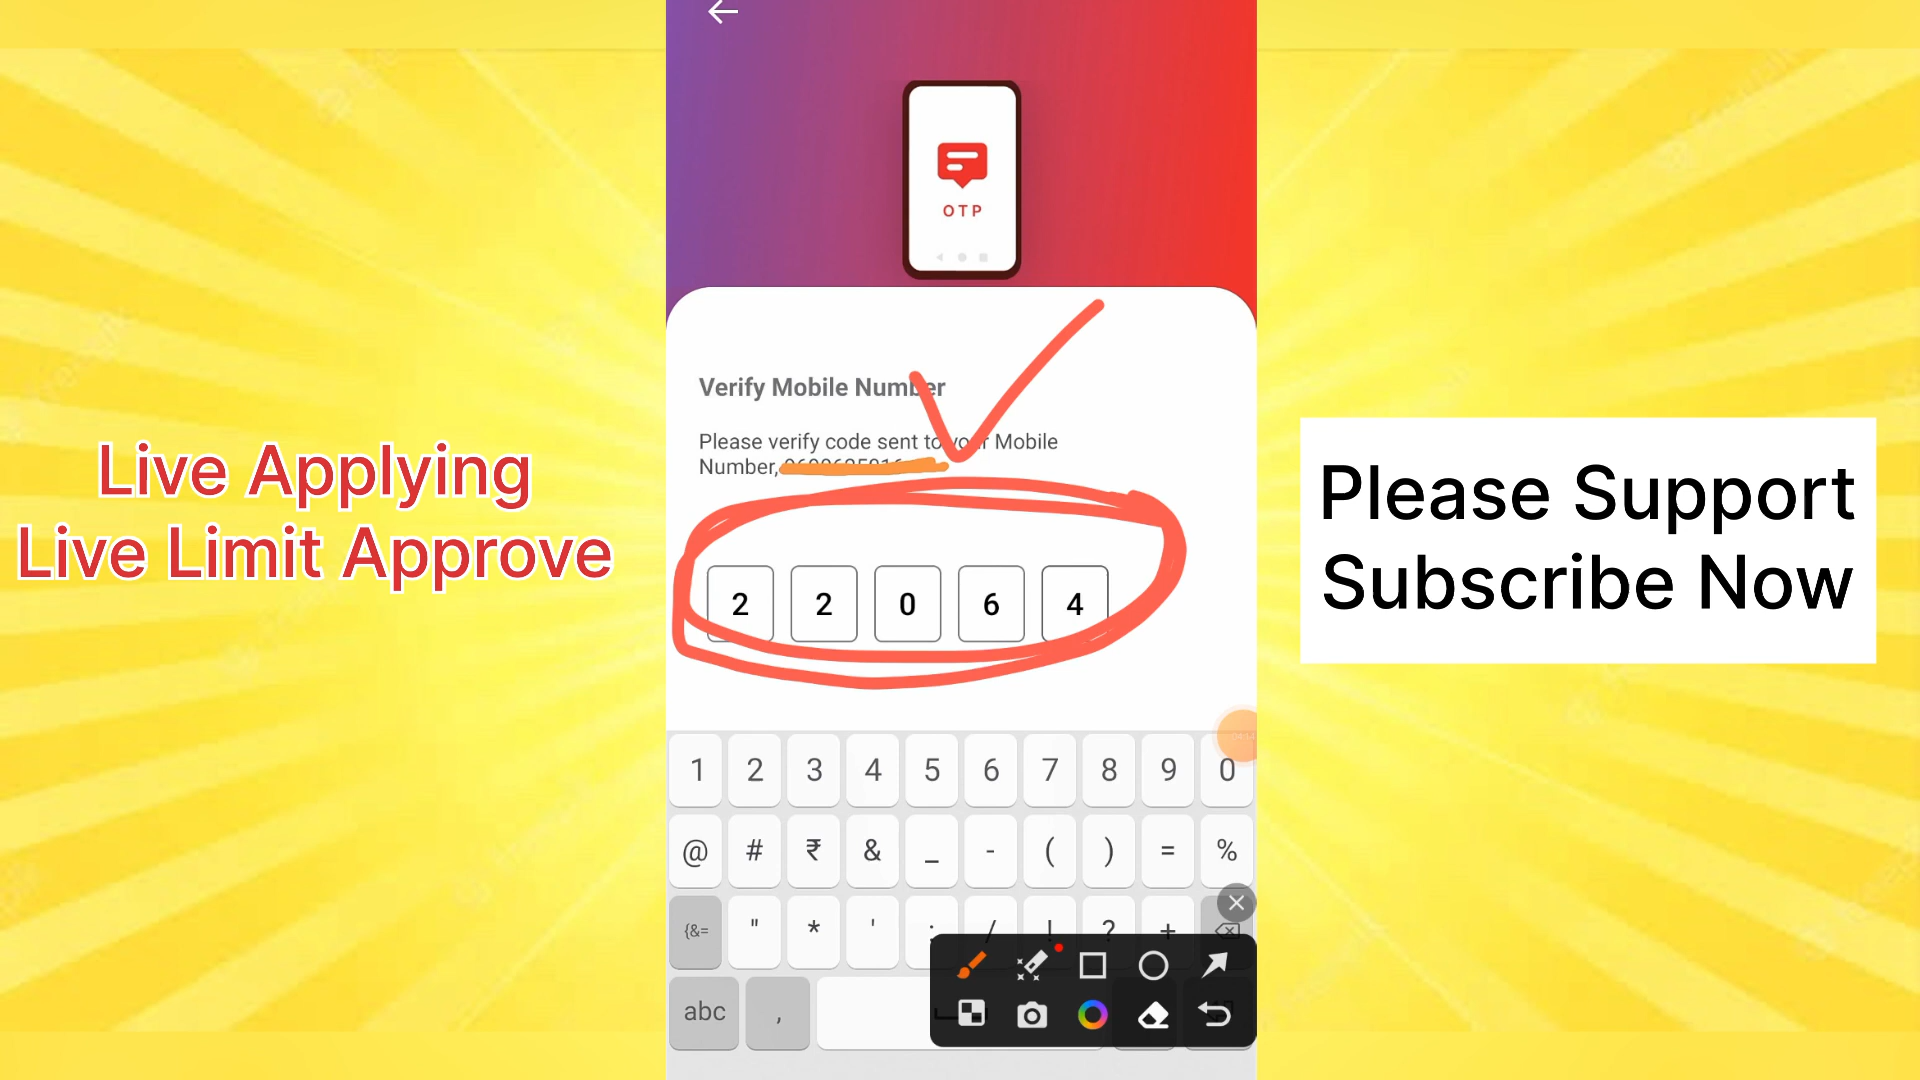 OTP
Verify Mobile Number
Please verify code sent to your Mobile
Number,
2 2 0 6 4
Live Applying
Live Limit Approve
Please Support
Subscribe Now
1 2 3 4 5 6 7 8 9 0
@ # ₹ & _ - ( ) = %
{&= " * ' : / ! ? +
abc ,